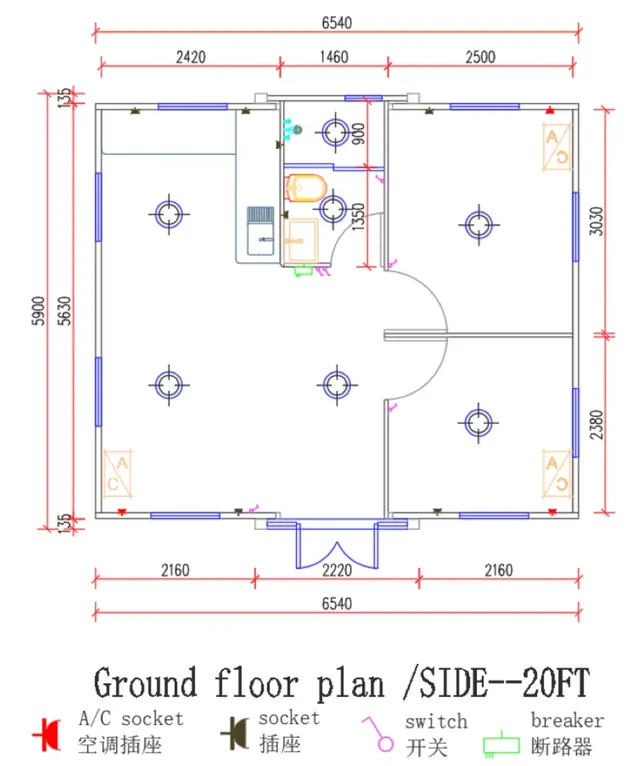 6540
2420 1460 2500
135
900
A
C
1350
3030
5900
5630
2380
A
C
A
C
135
2160 2220 2160
6540
Ground floor plan /SIDE--20FT
A/C socket socket switch breaker
空调插座 插座 开关 断路器